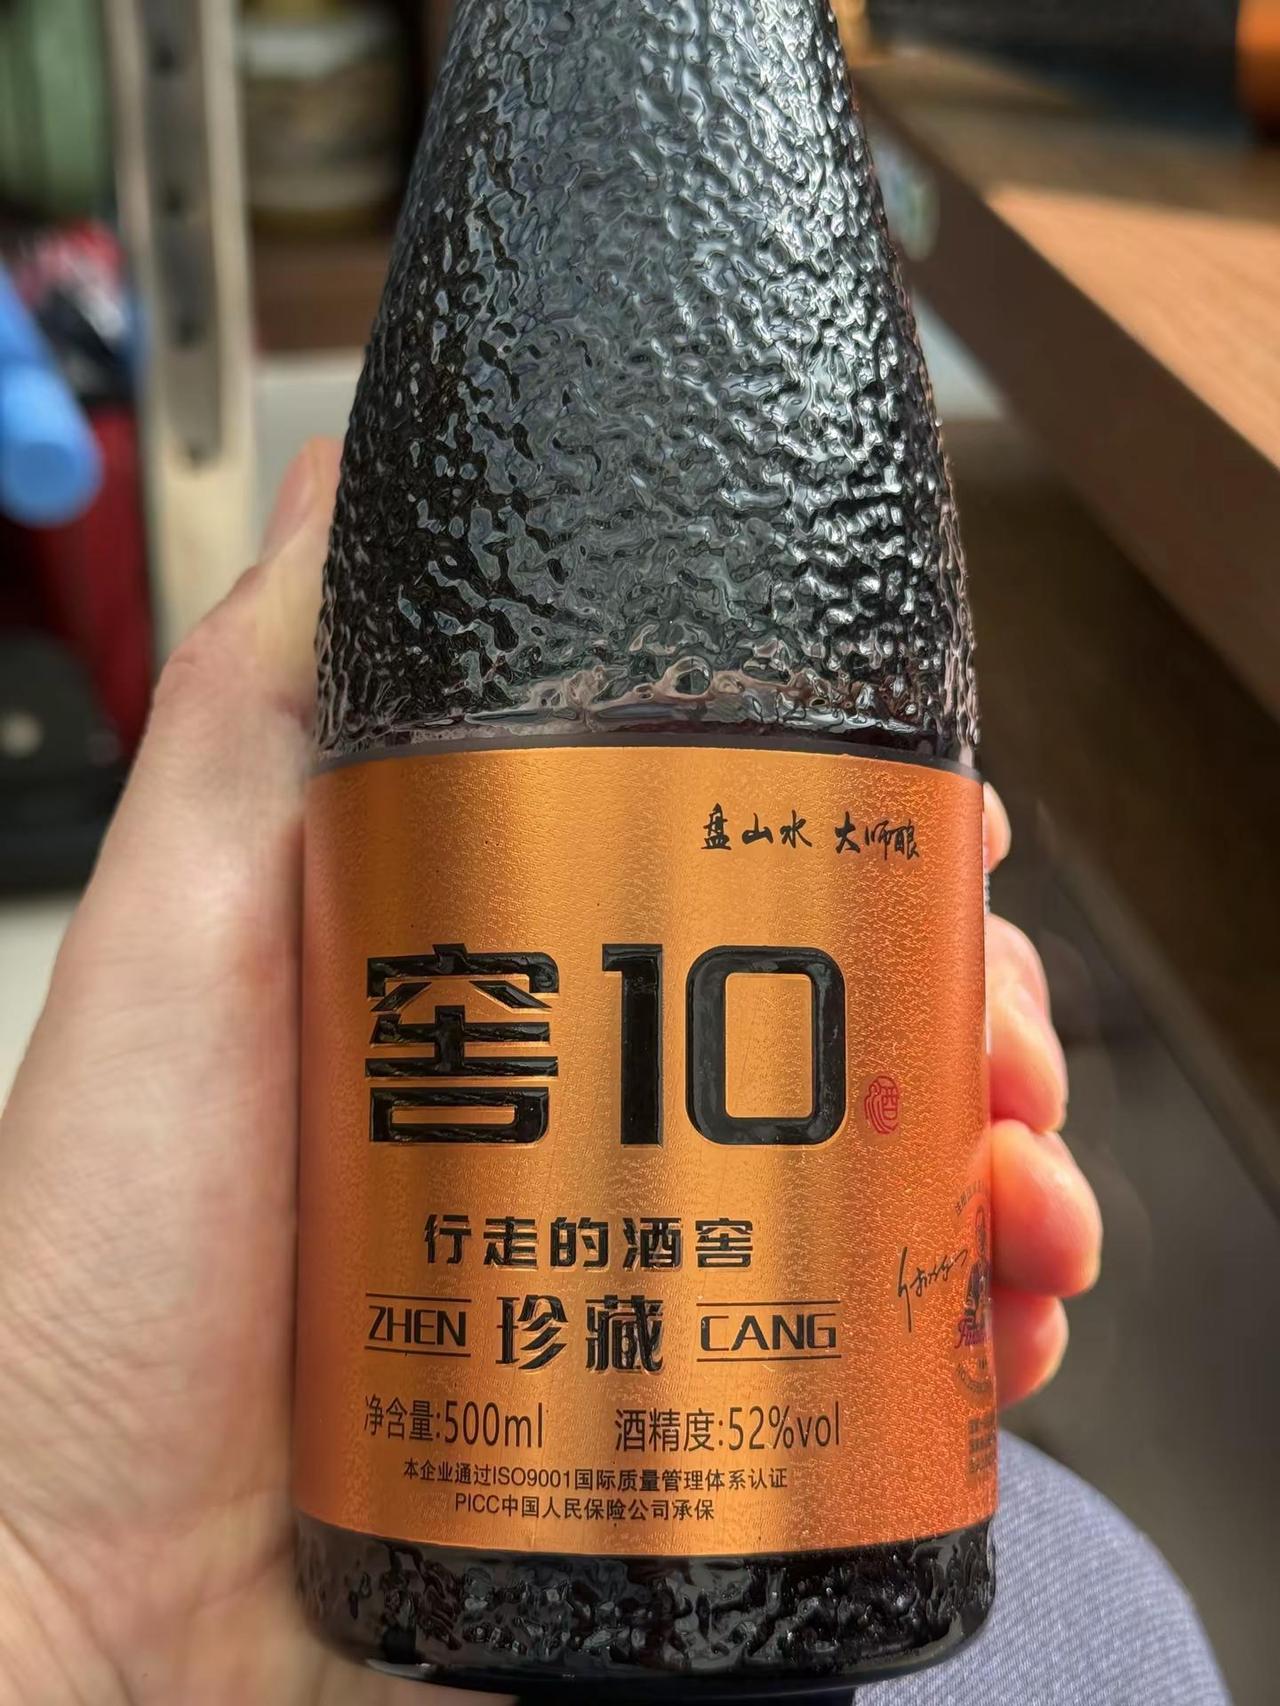 盘山水 大师酿
窖10
酒
行走的酒窖
ZHEN 珍藏 CANG
净含量:500ml 酒精度:52%vol
本企业通过ISO9001国际质量管理体系认证
PICC中国人民保险公司承保